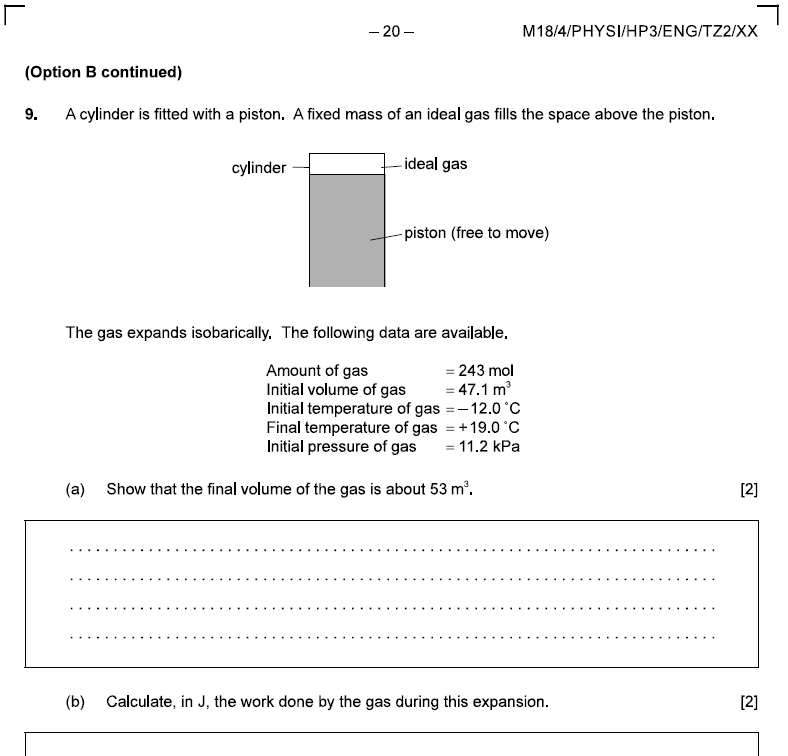 – 20 –
M18/4/PHYSI/HP3/ENG/TZ2/XX
(Option B continued)
9. A cylinder is fitted with a piston. A fixed mass of an ideal gas fills the space above the piston.
cylinder
ideal gas
piston (free to move)
The gas expands isobarically. The following data are available.
Amount of gas = 243 mol
Initial volume of gas = 47.1 m³
Initial temperature of gas = –12.0 °C
Final temperature of gas = +19.0 °C
Initial pressure of gas = 11.2 kPa
(a) Show that the final volume of the gas is about 53 m³. [2]
(b) Calculate, in J, the work done by the gas during this expansion. [2]